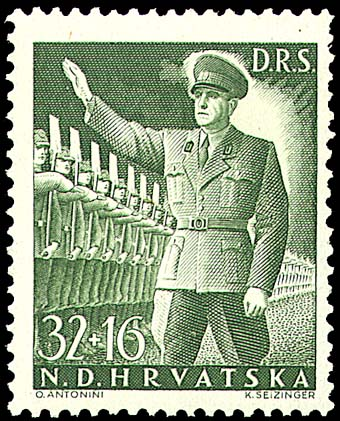 D.R.S.
32+16
N.D.HRVATSKA
O. ANTONINI K. SEIZINGER